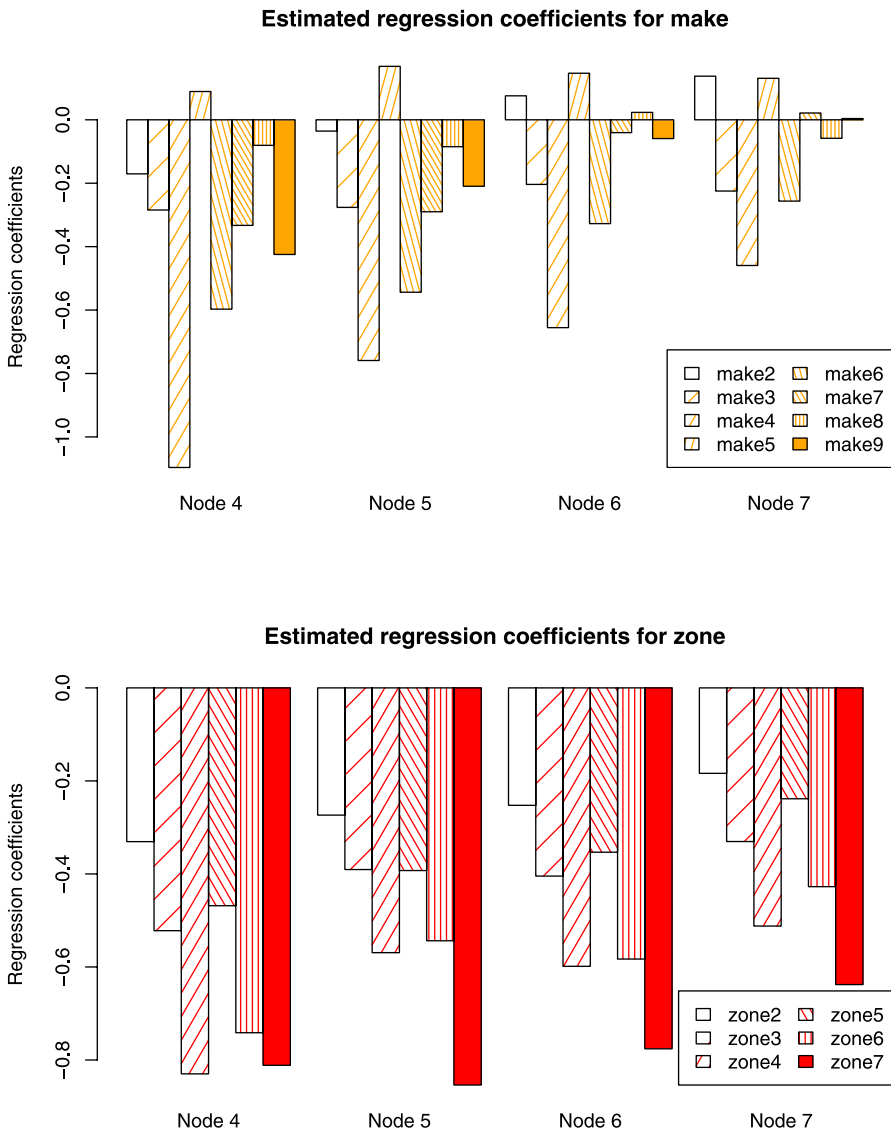 Estimated regression coefficients for make
Regression coefficients
0.0
−0.2
−0.4
−0.6
−0.8
−1.0
make2
make3
make4
make5
make6
make7
make8
make9
Node 4
Node 5
Node 6
Node 7
Estimated regression coefficients for zone
Regression coefficients
0.0
−0.2
−0.4
−0.6
−0.8
zone2
zone3
zone4
zone5
zone6
zone7
Node 4
Node 5
Node 6
Node 7